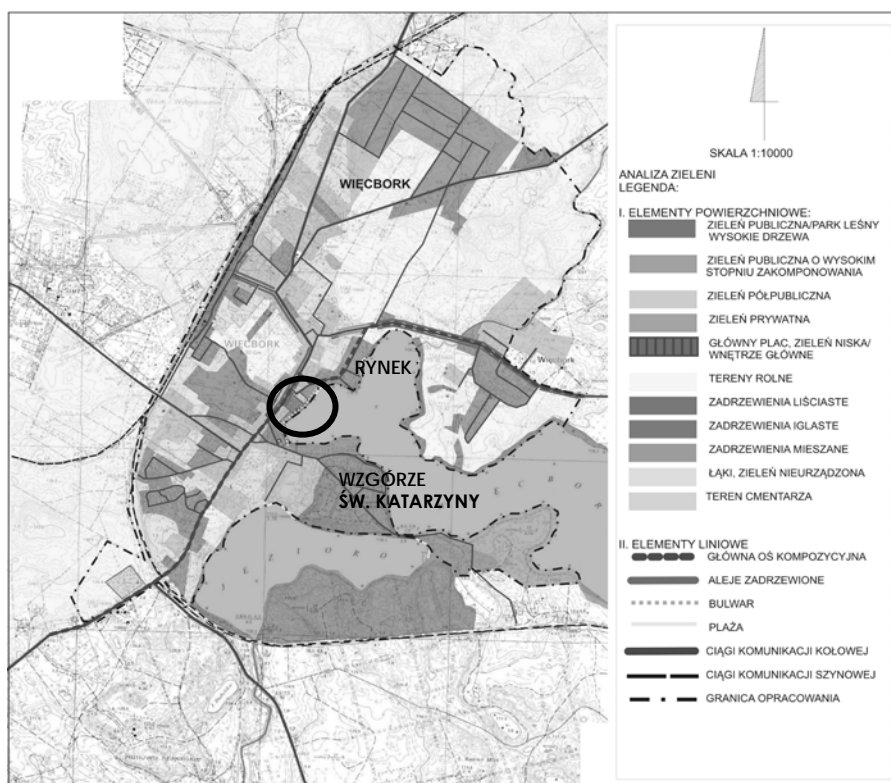 WIĘCBORK
WIĘCBORK
Więcbork
RYNEK
WZGÓRZE
ŚW. KATARZYNY
JEZIORO
SKALA 1:10000
ANALIZA ZIELENI
LEGENDA:
I. ELEMENTY POWIERZCHNIOWE:
ZIELEŃ PUBLICZNA/PARK LEŚNY
WYSOKIE DRZEWA
ZIELEŃ PUBLICZNA O WYSOKIM
STOPNIU ZAKOMPONOWANIA
ZIELEŃ PÓŁPUBLICZNA
ZIELEŃ PRYWATNA
GŁÓWNY PLAC, ZIELEŃ NISKA/
WNĘTRZE GŁÓWNE
TERENY ROLNE
ZADRZEWIENIA LIŚCIASTE
ZADRZEWIENIA IGLASTE
ZADRZEWIENIA MIESZANE
ŁĄKI, ZIELEŃ NIEURZĄDZONA
TEREN CMENTARZA
II. ELEMENTY LINIOWE
GŁÓWNA OŚ KOMPOZYCYJNA
ALEJE ZADRZEWIONE
BULWAR
PLAŻA
CIĄGI KOMUNIKACJI KOŁOWEJ
CIĄGI KOMUNIKACJI SZYNOWEJ
GRANICA OPRACOWANIA